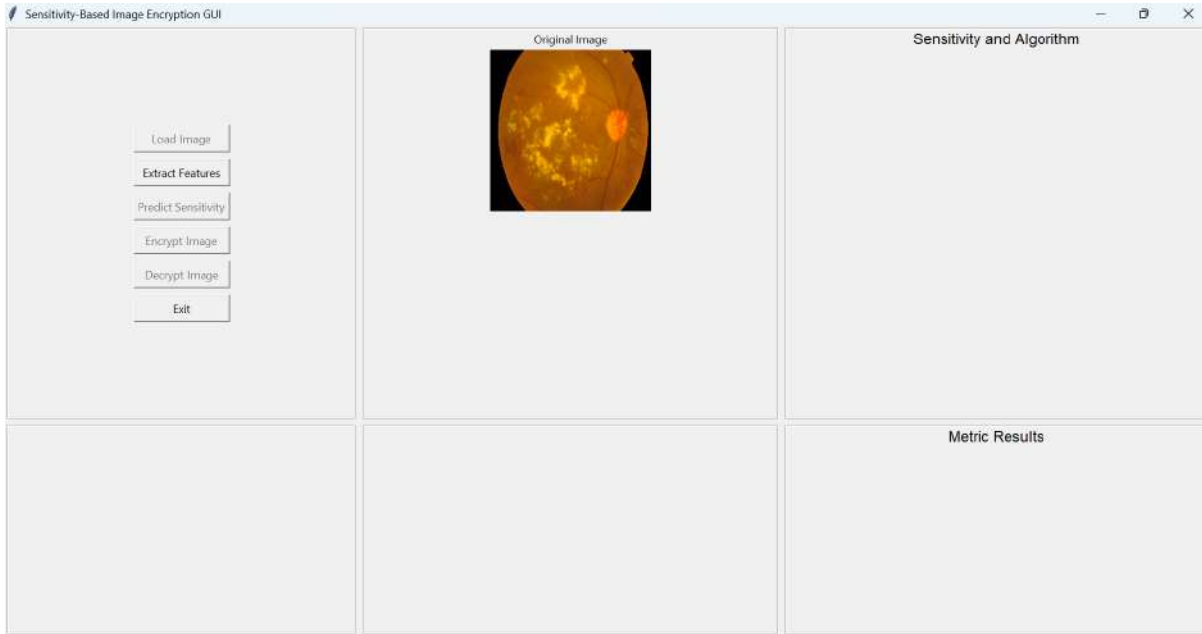 Sensitivity-Based Image Encryption GUI
Load Image
Extract Features
Predict Sensitivity
Encrypt Image
Decrypt Image
Exit
Original Image
Sensitivity and Algorithm
Metric Results